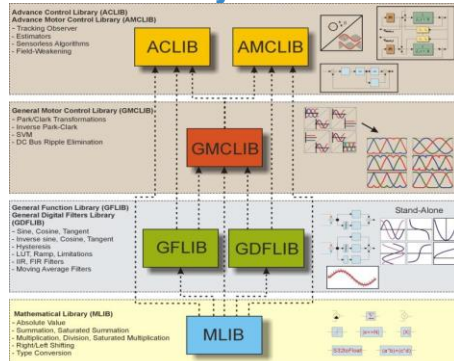 Advance Control Library (ACLIB)
Advance Motor Control Library (AMCLIB)
- Tracking Observer
- Estimators
- Sensorless Algorithms
- Field-Weakening
ACLIB
AMCLIB
General Motor Control Library (GMCLIB)
- Park/Clark Transformations
- Inverse Park-Clark
- SVM
- DC Bus Ripple Elimination
GMCLIB
General Function Library (GFLIB)
General Digital Filters Library
(GDFLIB)
- Sine, Cosine, Tangent
- Inverse sine, Cosine, Tangent
- Hysteresis
- LUT, Ramp, Limitations
- IIR, FIR Filters
- Moving Average Filters
GFLIB
GDFLIB
Stand-Alone
Mathematical Library (MLIB)
- Absolute Value
- Summation, Saturated Summation
- Multiplication, Division, Saturated Multiplication
- Right/Left Shifting
- Type Conversion
MLIB